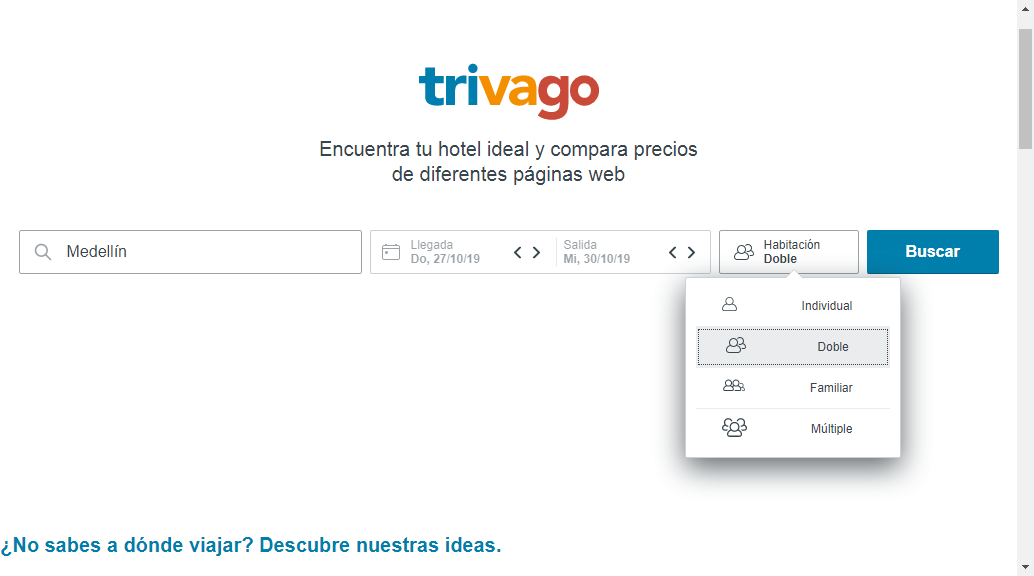 trivago
Encuentra tu hotel ideal y compara precios
de diferentes páginas web
Medellín
Llegada
Do, 27/10/19
Salida
Mi, 30/10/19
Habitación
Doble
Buscar
Individual
Doble
Familiar
Múltiple
¿No sabes a dónde viajar? Descubre nuestras ideas.